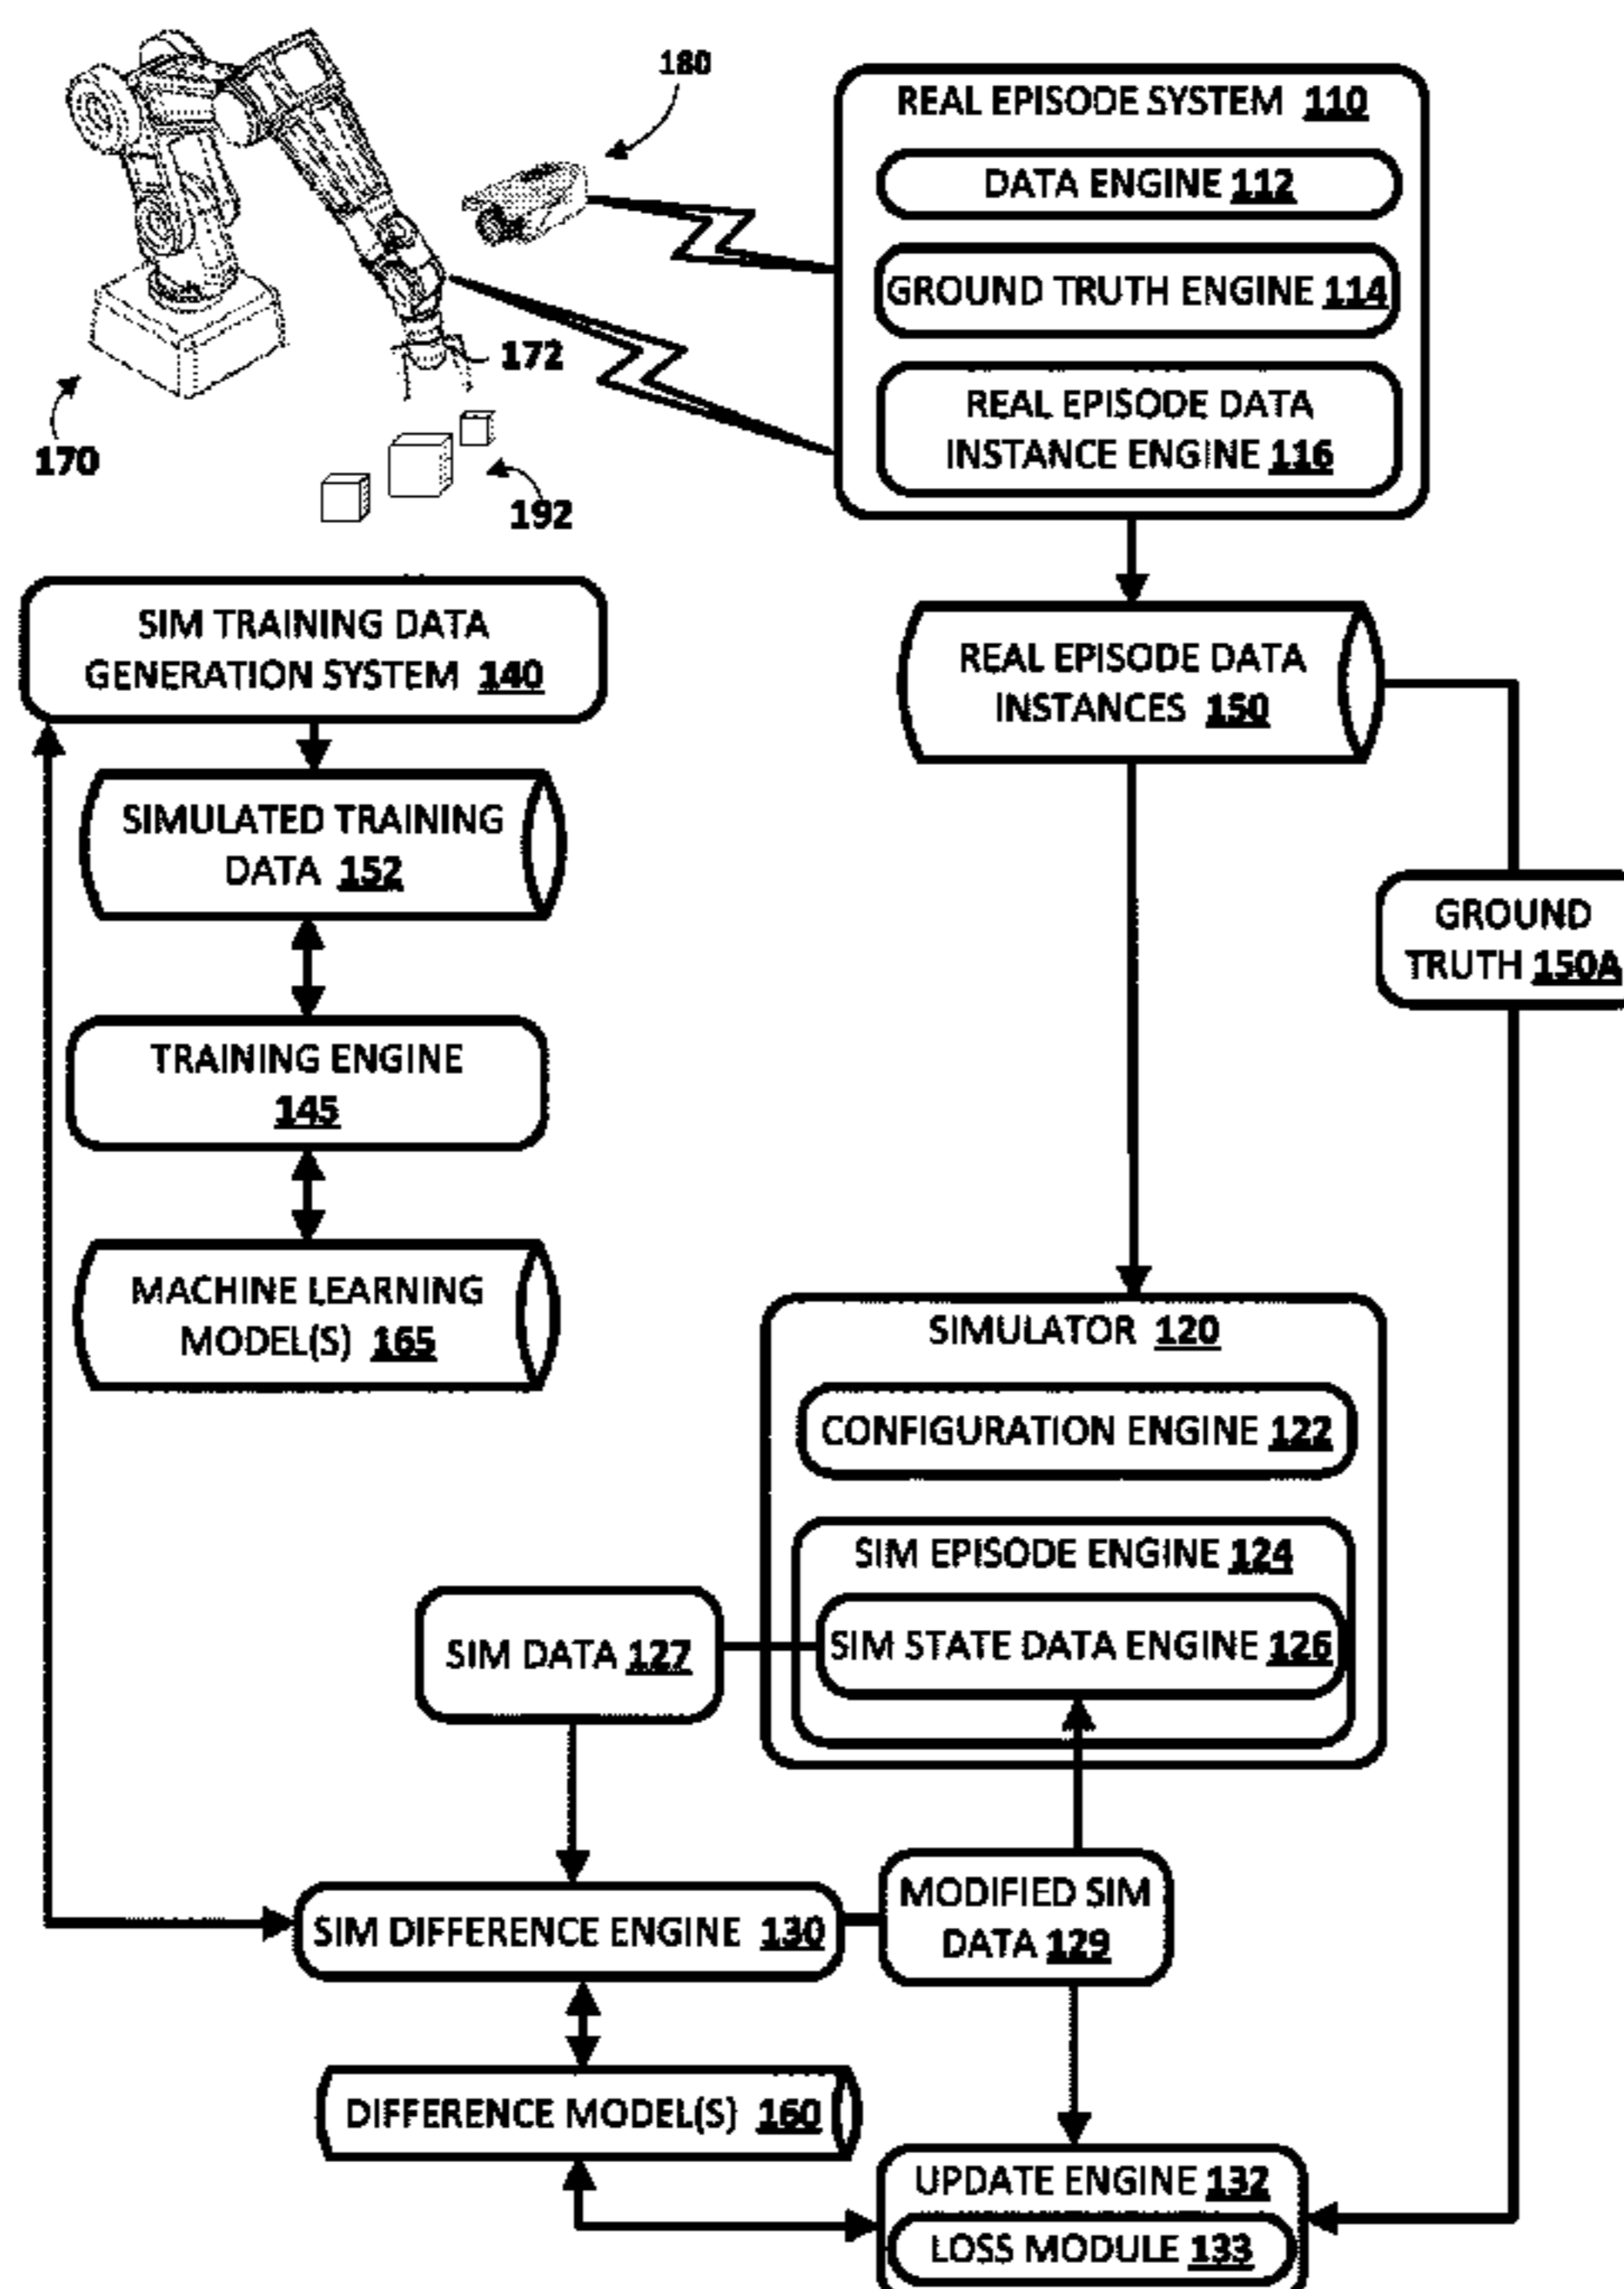 180
REAL EPISODE SYSTEM 110
DATA ENGINE 112
GROUND TRUTH ENGINE 114
172
REAL EPISODE DATA
INSTANCE ENGINE 116
170
192
SIM TRAINING DATA
GENERATION SYSTEM 140
REAL EPISODE DATA
INSTANCES 150
SIMULATED TRAINING
DATA 152
GROUND
TRUTH 150A
TRAINING ENGINE
145
MACHINE LEARNING
MODEL(S) 165
SIMULATOR 120
CONFIGURATION ENGINE 122
SIM EPISODE ENGINE 124
SIM STATE DATA ENGINE 126
SIM DATA 127
MODIFIED SIM
DATA 129
SIM DIFFERENCE ENGINE 130
DIFFERENCE MODEL(S) 160
UPDATE ENGINE 132
LOSS MODULE 133